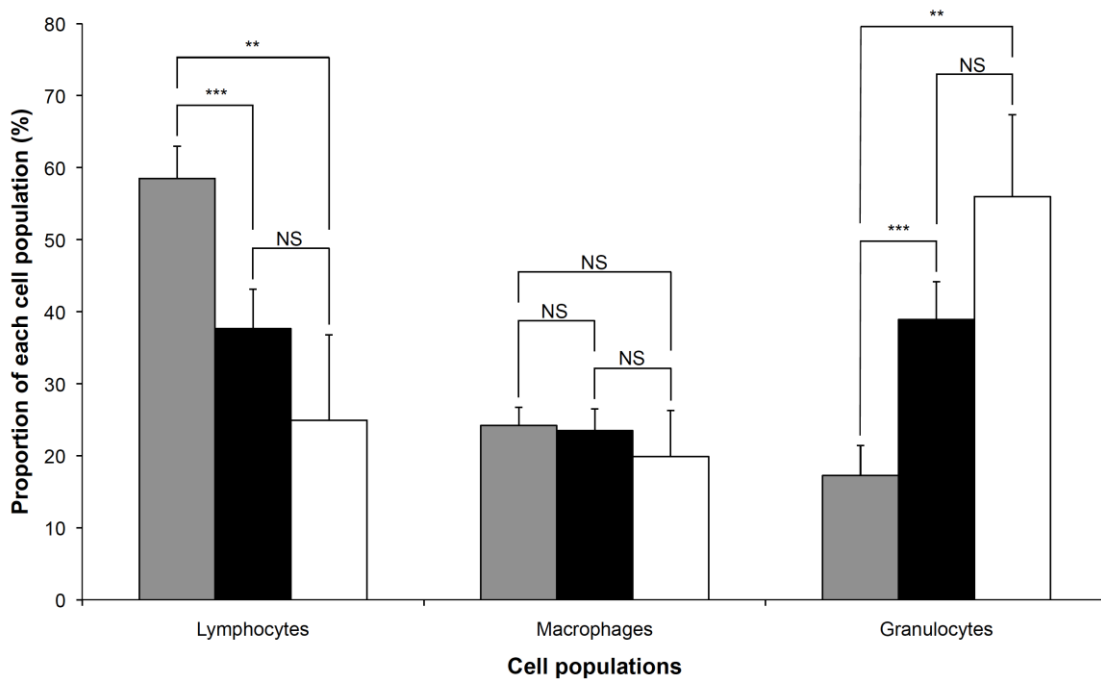 Proportion of each cell population (%)
80
70
60
50
40
30
20
10
0
**
***
NS
NS
NS
NS
**
NS
***
Lymphocytes
Macrophages
Granulocytes
Cell populations